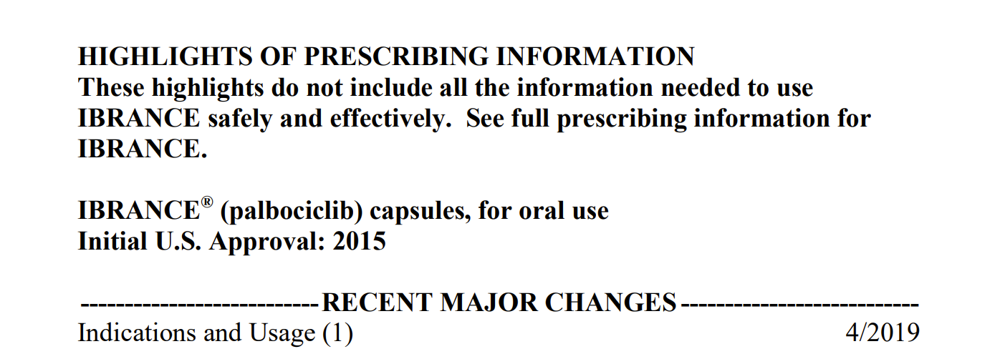 HIGHLIGHTS OF PRESCRIBING INFORMATION
These highlights do not include all the information needed to use
IBRANCE safely and effectively.  See full prescribing information for
IBRANCE.
IBRANCE® (palbociclib) capsules, for oral use
Initial U.S. Approval: 2015
---------------------------RECENT MAJOR CHANGES---------------------------
Indications and Usage (1) 4/2019